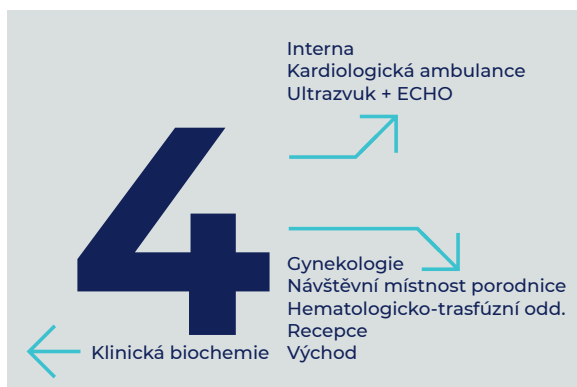 Interna
Kardiologická ambulance
Ultrazvuk + ECHO
4
Gynekologie
Návštěvní místnost porodnice
Hematologicko-trasfúzní odd.
Recepce
Východ
Klinická biochemie